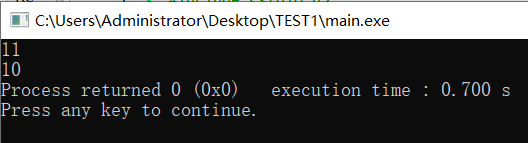 C:\Users\Administrator\Desktop\TEST1\main.exe
11
10
Process returned 0 (0x0)   execution time : 0.700 s
Press any key to continue.